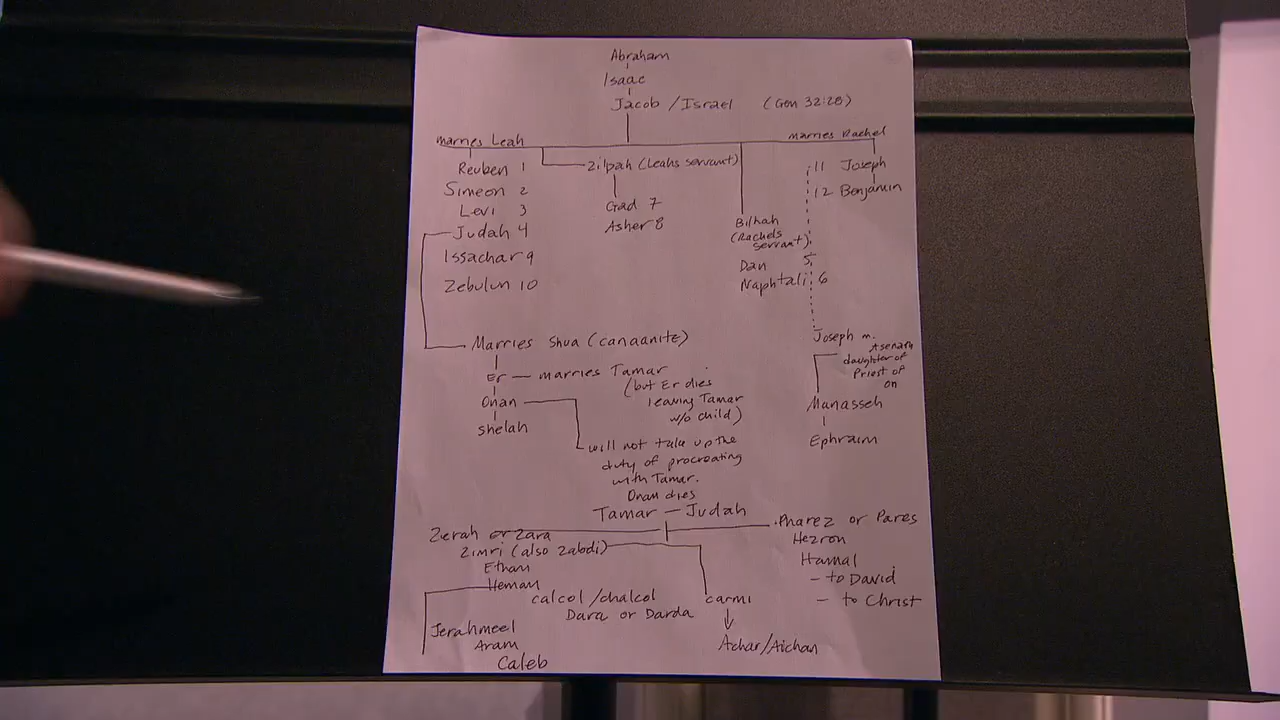 Abraham
Isaac
Jacob / Israel (Gen 32:28)
marries Leah
marries Rachel
Reuben 1
Simeon 2
Levi 3
Judah 4
Issachar 9
Zebulun 10
Zilpah (Leahs servant)
Gad 7
Asher 8
Bilhah
(Rachels
servant)
Dan 5
Naphtali 6
11 Joseph
12 Benjamin
Marries Shua (canaanite)
Er — marries Tamar
(but Er dies
leaving Tamar
w/o child)
Onan
Shelah
will not take up the
duty of procreating
with Tamar.
Onan dies
Joseph m.
Asenath
daughter of
Priest of
on
Manasseh
Ephraim
Tamar — Judah
Zerah or Zara
Zimri (also Zabdi)
Ethan
Heman
calcol / chalcol
Dara or Darda
Jerahmeel
Aram
Caleb
carmi
Achar/Aichan
Pharez or Pares
Hezron
Hamal
— to David
— to Christ